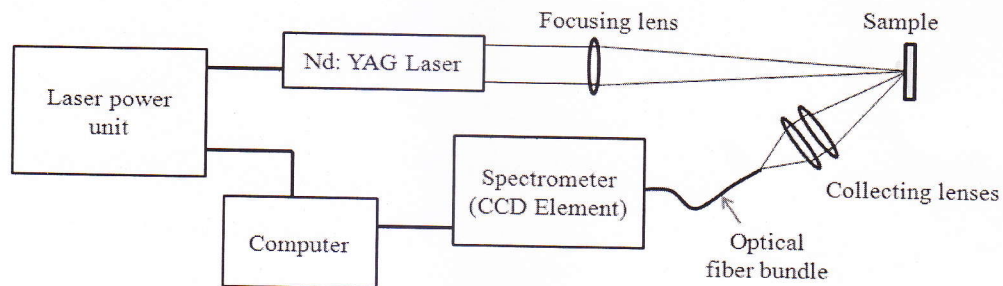 Focusing lens
Sample
Nd: YAG Laser
Laser power
unit
Spectrometer
(CCD Element)
Collecting lenses
Computer
Optical
fiber bundle